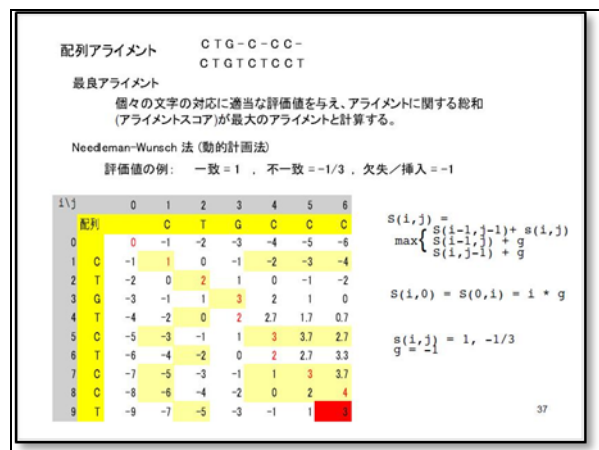 配列アライメント
C T G - C - C C -
C T G T C T C C T
最良アライメント
個々の文字の対応に適当な評価値を与え、アライメントに関する総和
(アライメントスコア)が最大のアライメントと計算する。
Needleman-Wunsch 法 (動的計画法)
評価値の例: 一致 = 1 , 不一致 = -1/3 , 欠失/挿入 = -1
i\j 0 1 2 3 4 5 6
配列 C T G C C C
0 0 -1 -2 -3 -4 -5 -6
1 C -1 1 0 -1 -2 -3 -4
2 T -2 0 2 1 0 -1 -2
3 G -3 -1 1 3 2 1 0
4 T -4 -2 0 2 2.7 1.7 0.7
5 C -5 -3 -1 1 3 3.7 2.7
6 T -6 -4 -2 0 2 2.7 3.3
7 C -7 -5 -3 -1 1 3 3.7
8 C -8 -6 -4 -2 0 2 4
9 T -9 -7 -5 -3 -1 1 3
S(i,j) =
max{ S(i-1,j-1)+ s(i,j)
S(i-1,j) + g
S(i,j-1) + g
S(i,0) = S(0,i) = i * g
s(i,j) = 1, -1/3
g = -1
37